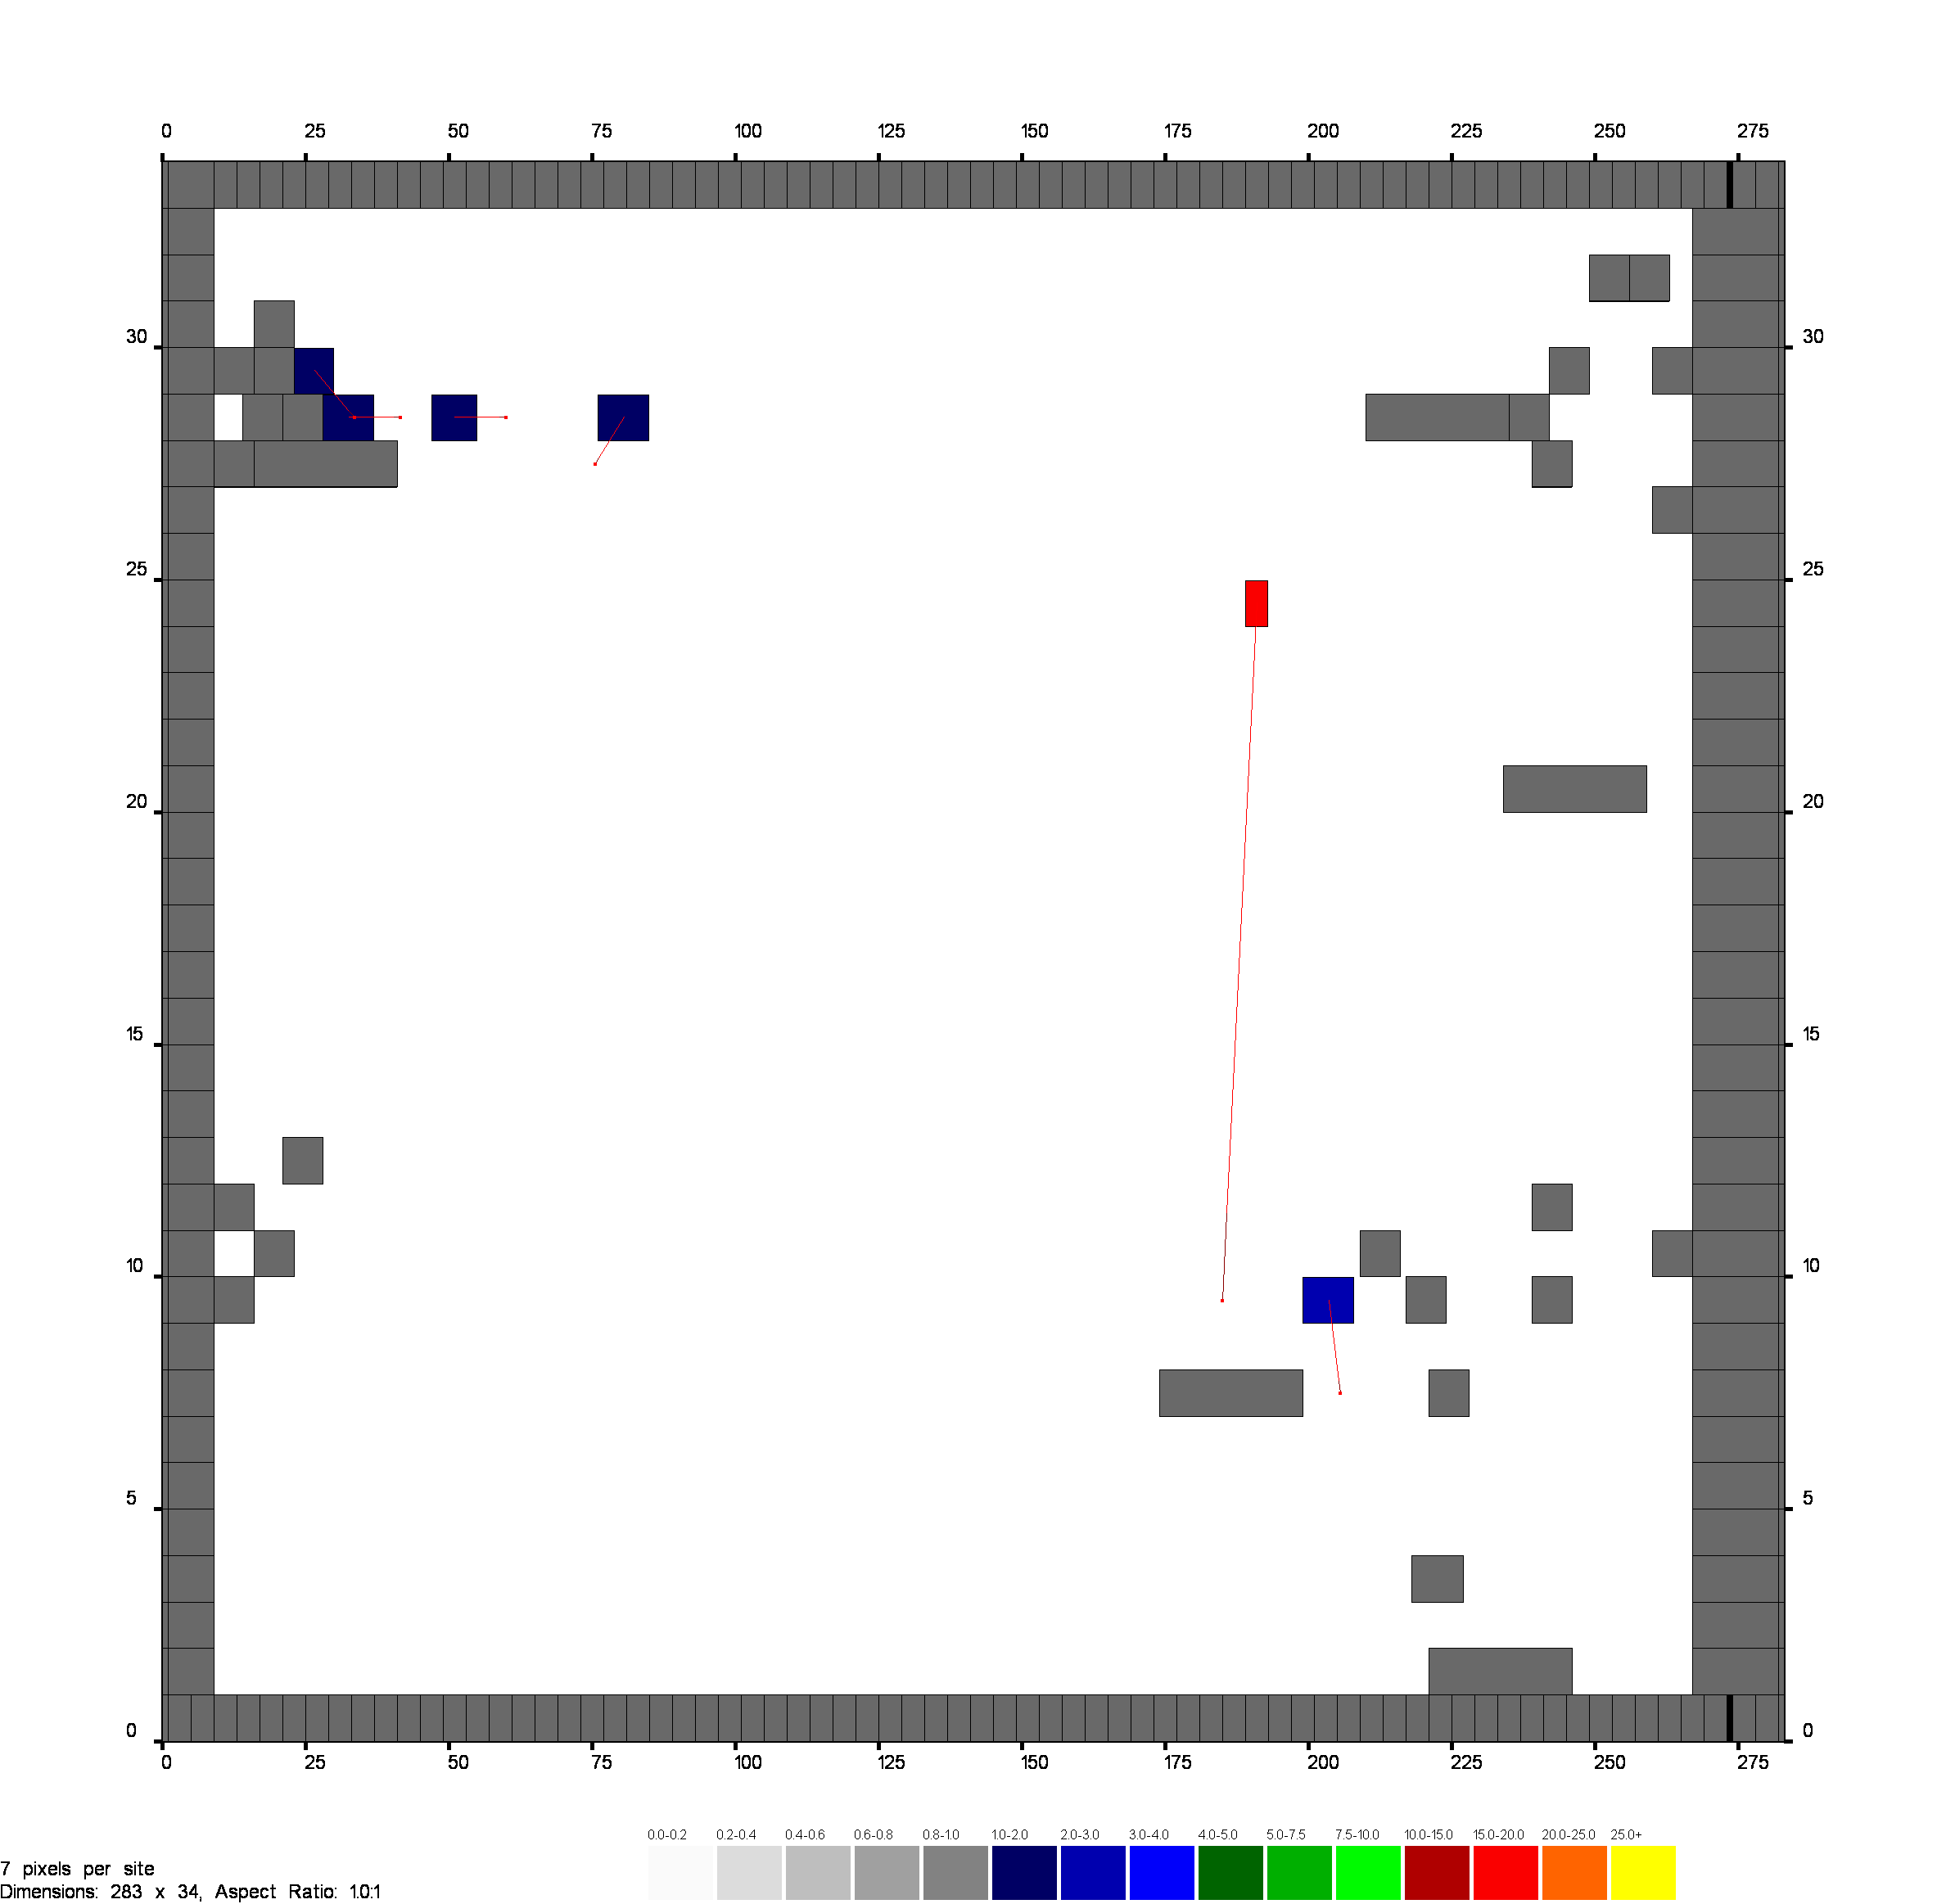 0 25 50 75 100 125 150 175 200 225 250 275
30 30
25 25
20 20
15 15
10 10
5 5
0 0
0 25 50 75 100 125 150 175 200 225 250 275
0.0-0.2 0.2-0.4 0.4-0.6 0.6-0.8 0.8-1.0 1.0-2.0 2.0-3.0 3.0-4.0 4.0-5.0 5.0-7.5 7.5-10.0 10.0-15.0 15.0-20.0 20.0-25.0 25.0+
7 pixels per site
Dimensions: 283 x 34, Aspect Ratio: 1.0:1